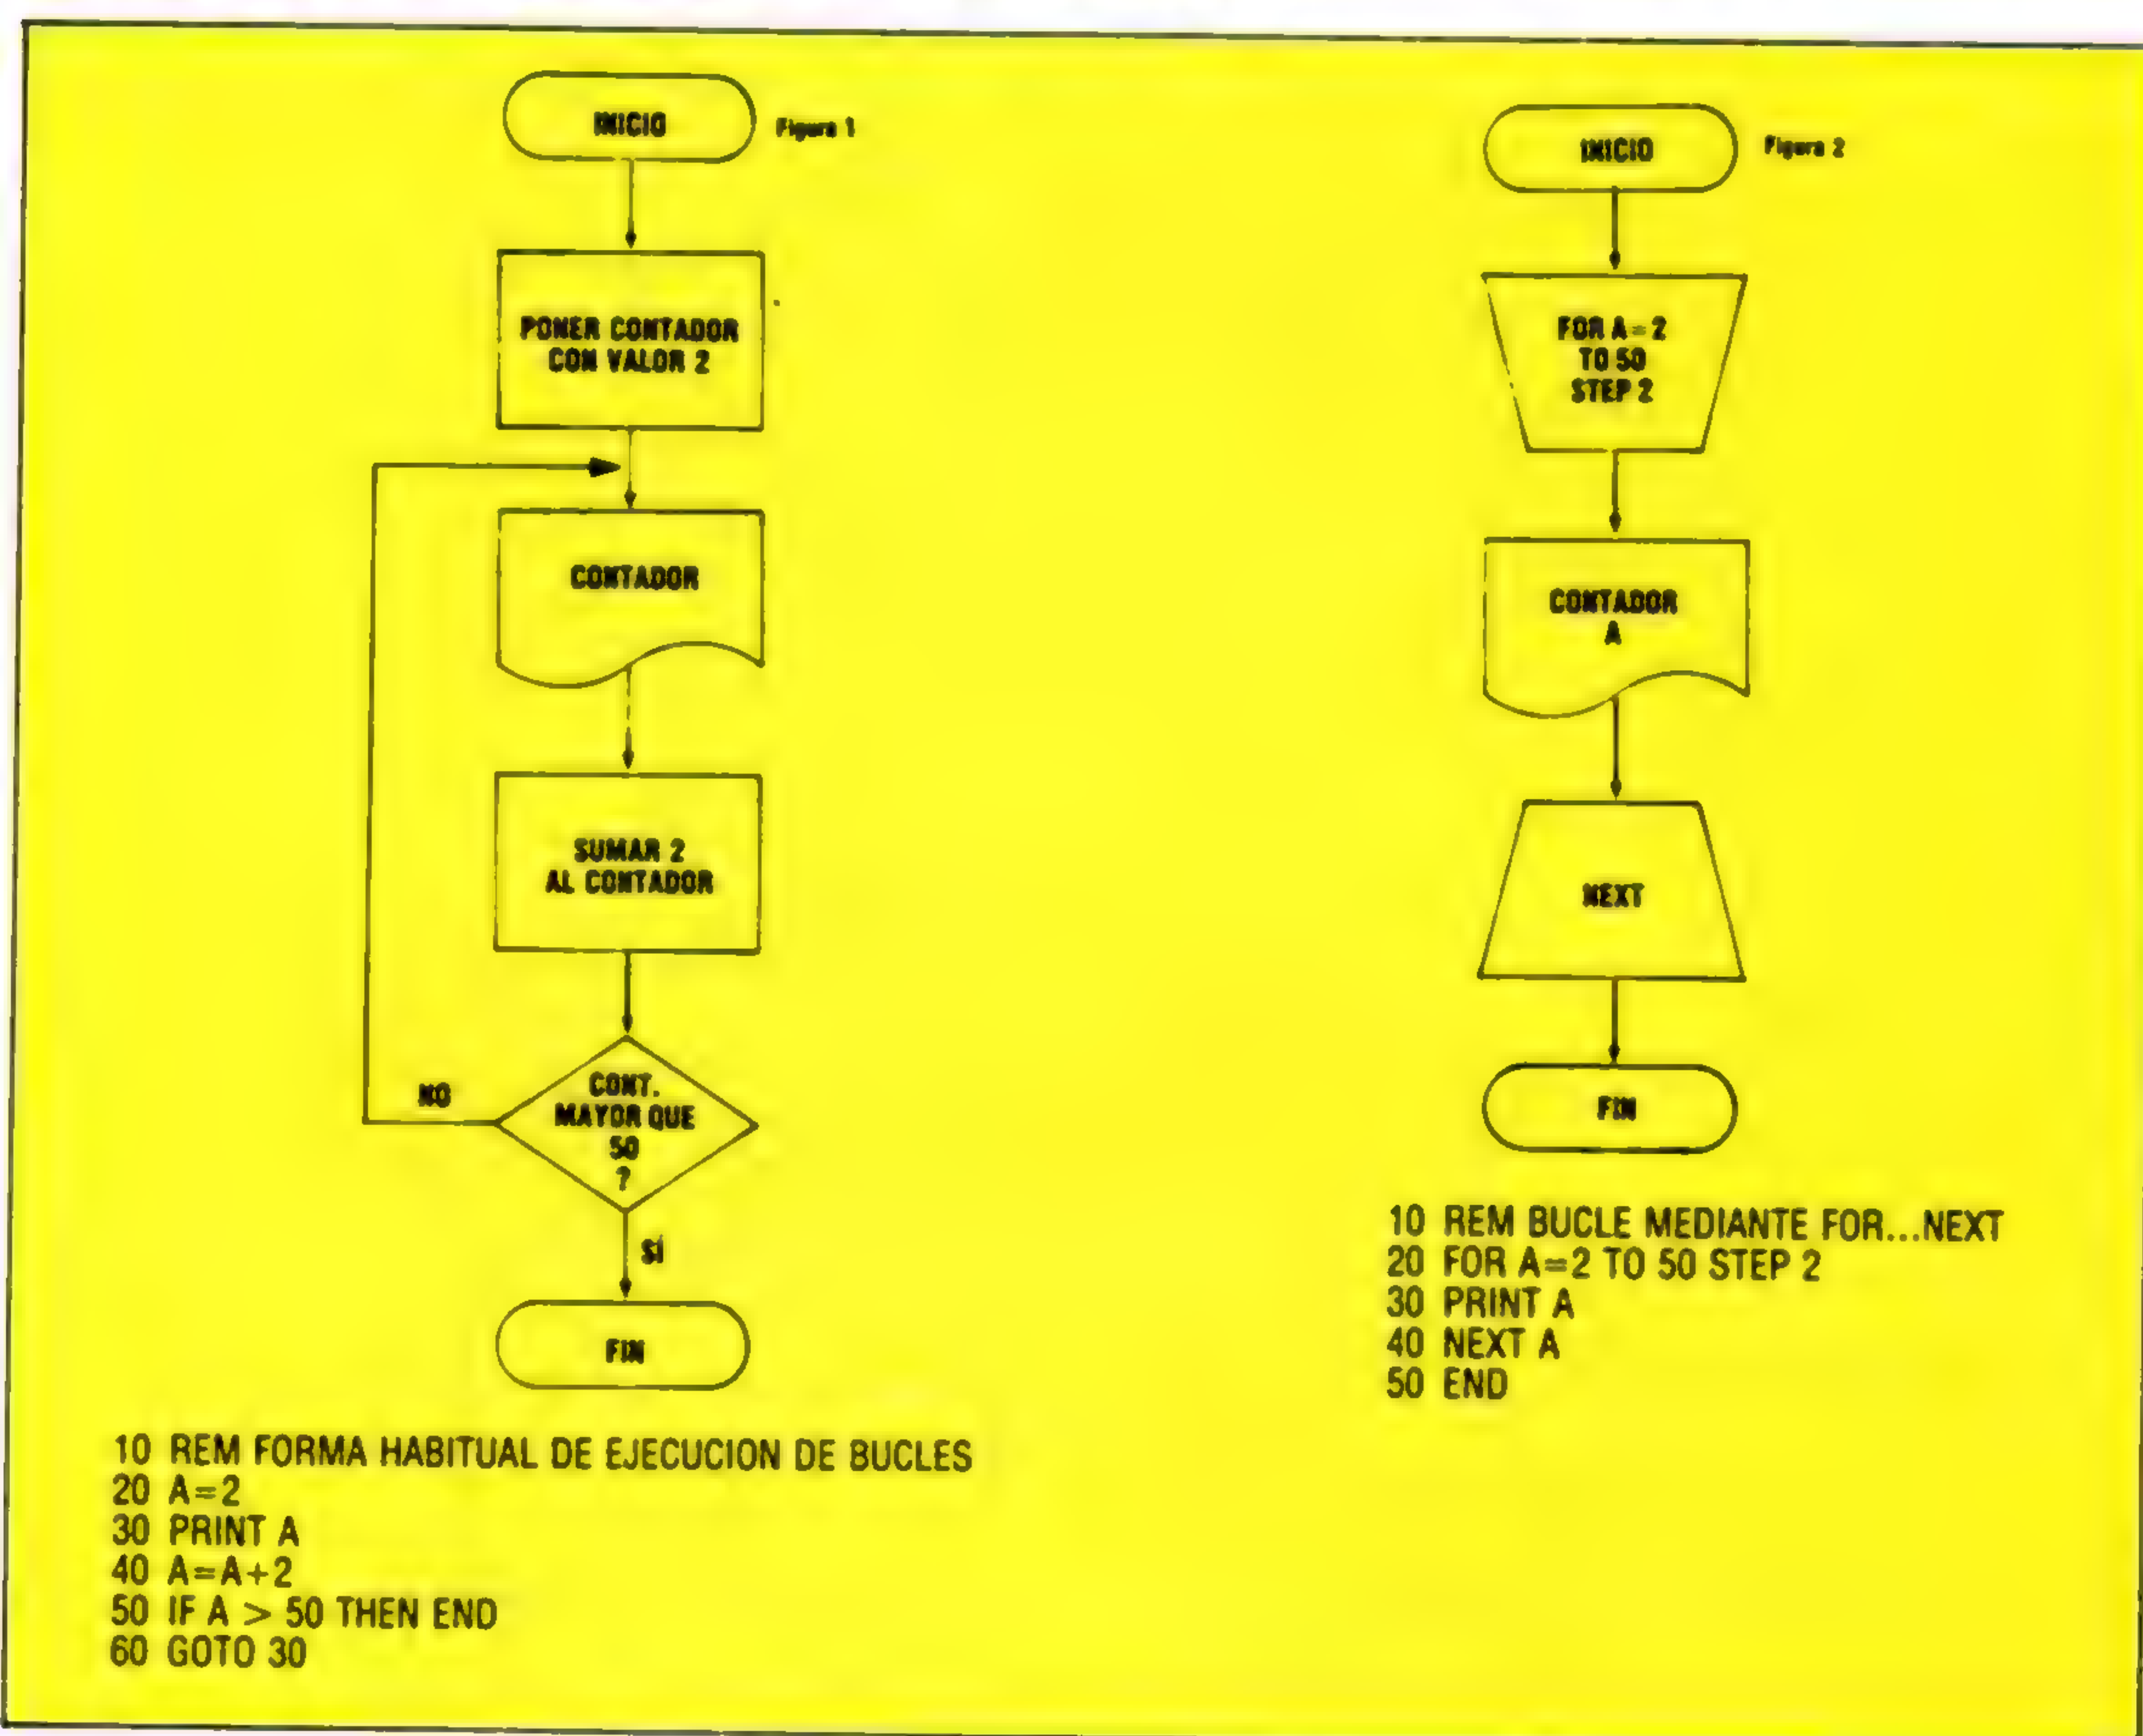 INICIO
Figura 1
PONER CONTADOR
CON VALOR 2
CONTADOR
SUMAR 2
AL CONTADOR
CONT.
MAYOR QUE
50
?
NO
SÍ
FIN
10 REM FORMA HABITUAL DE EJECUCION DE BUCLES
20 A=2
30 PRINT A
40 A=A+2
50 IF A > 50 THEN END
60 GOTO 30
INICIO
Figura 2
FOR A = 2
TO 50
STEP 2
CONTADOR
A
NEXT
FIN
10 REM BUCLE MEDIANTE FOR...NEXT
20 FOR A=2 TO 50 STEP 2
30 PRINT A
40 NEXT A
50 END